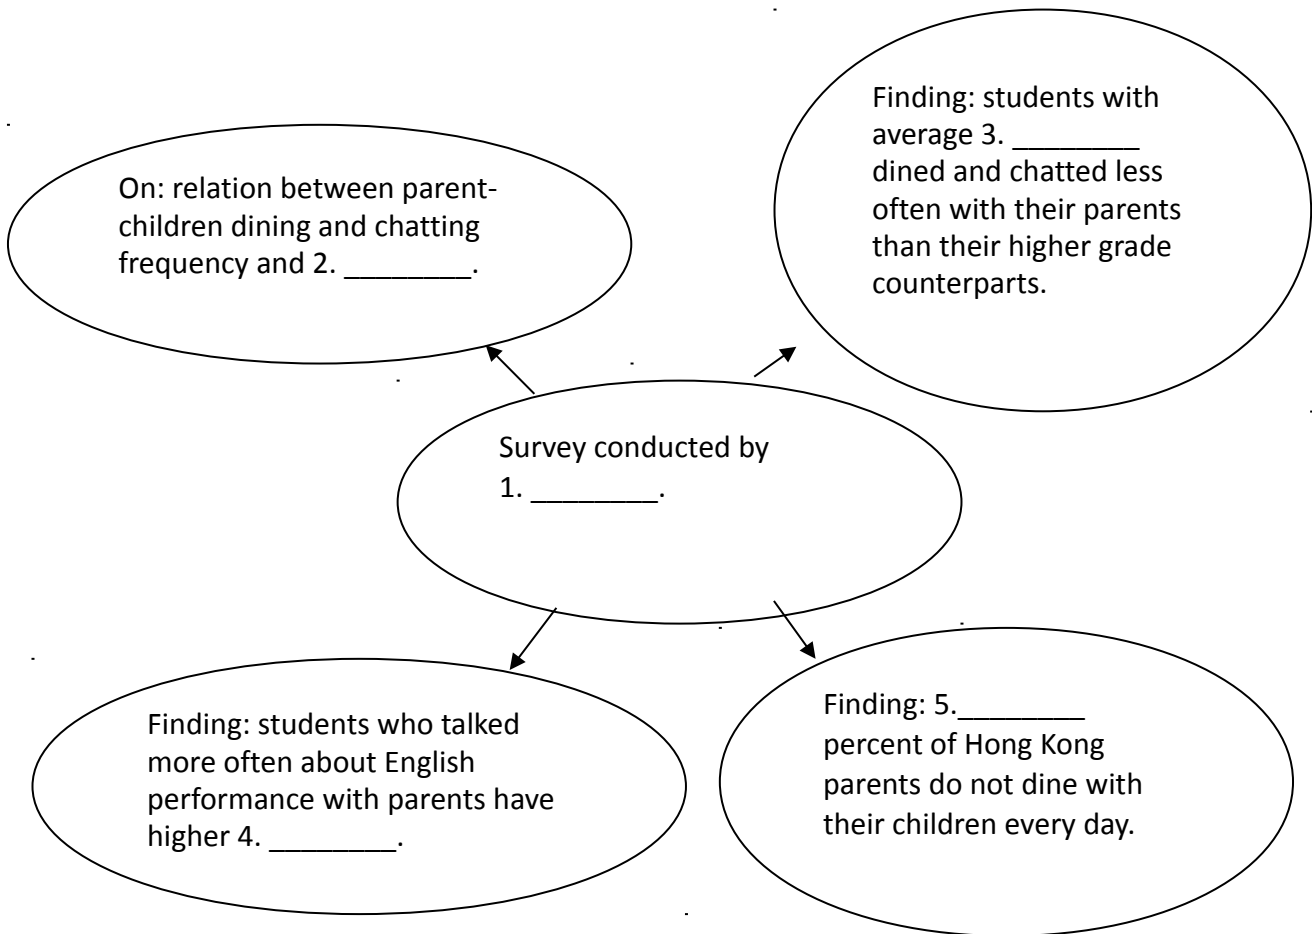 On: relation between parent-
children dining and chatting
frequency and 2. ________.
Finding: students with
average 3. ________
dined and chatted less
often with their parents
than their higher grade
counterparts.
Survey conducted by
1. ________.
Finding: students who talked
more often about English
performance with parents have
higher 4. ________.
Finding: 5.________
percent of Hong Kong
parents do not dine with
their children every day.